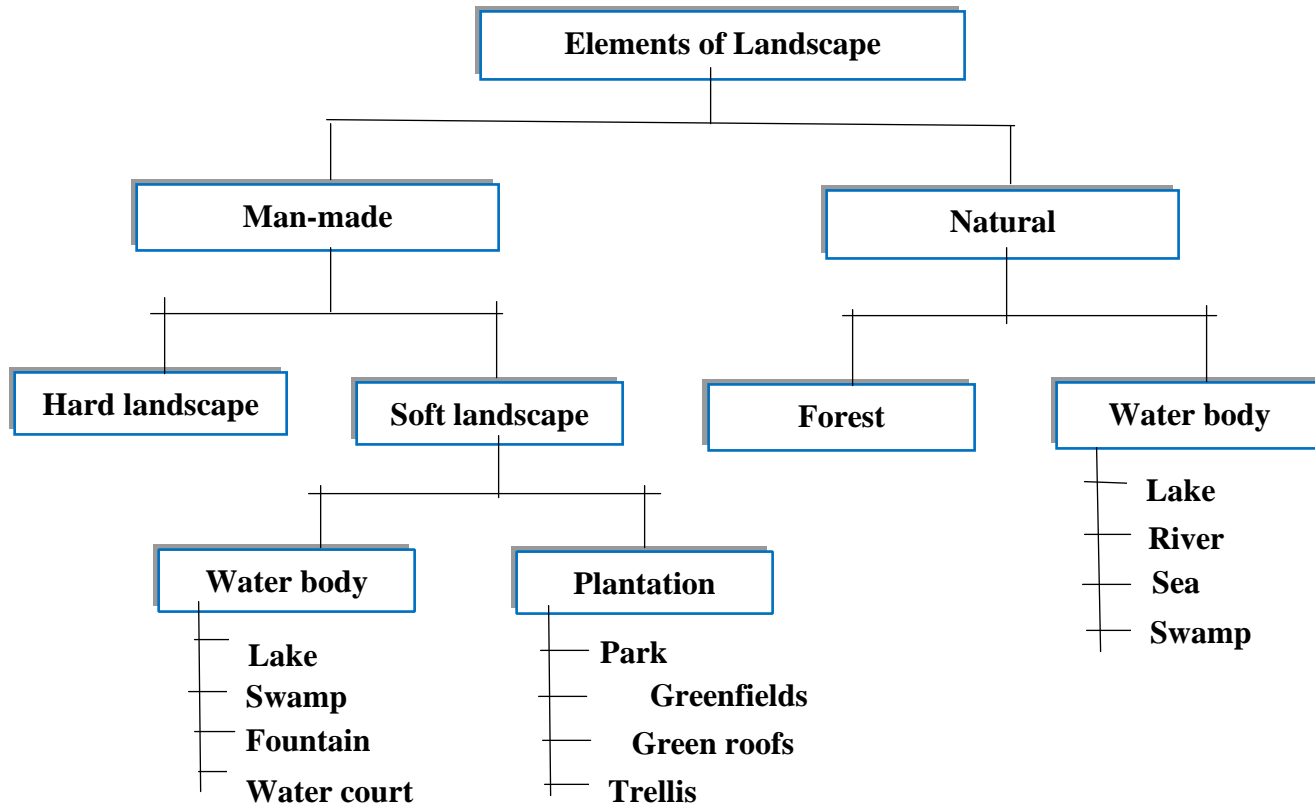 Elements of Landscape
Man-made
Natural
Hard landscape
Soft landscape
Forest
Water body
Lake
River
Sea
Swamp
Water body
Plantation
Lake
Swamp
Fountain
Water court
Park
Greenfields
Green roofs
Trellis